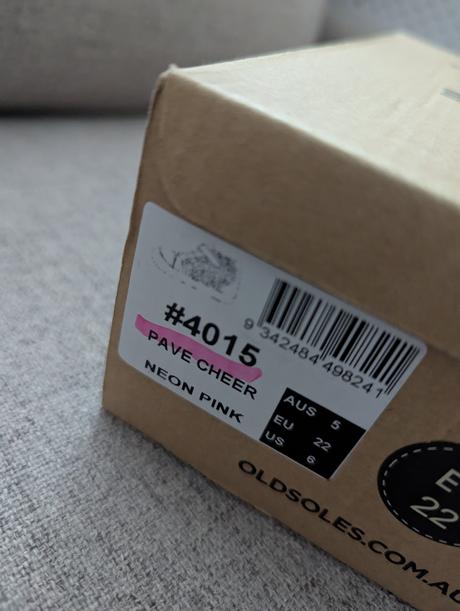 #4015
PAVE CHEER
NEON PINK
9 342484 498241
AUS 5
EU 22
US 6
OLDSOLES.COM.AU
E
22